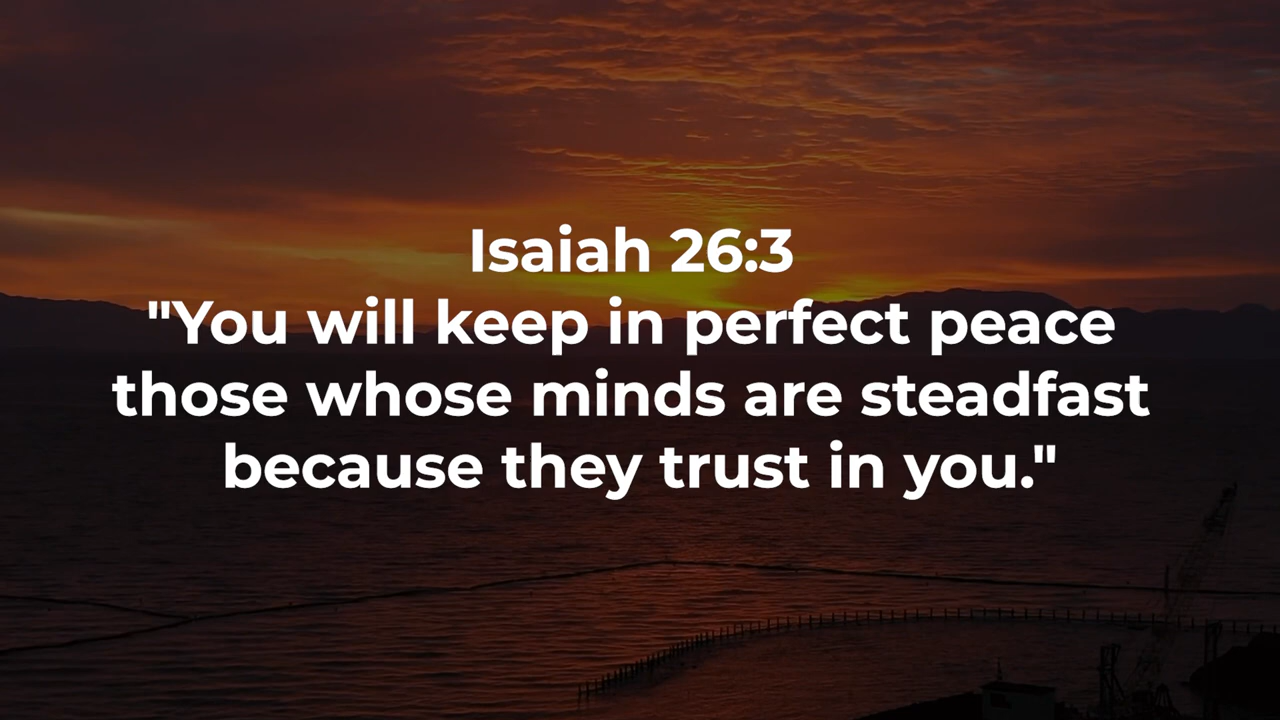 Isaiah 26:3
"You will keep in perfect peace
those whose minds are steadfast
because they trust in you."